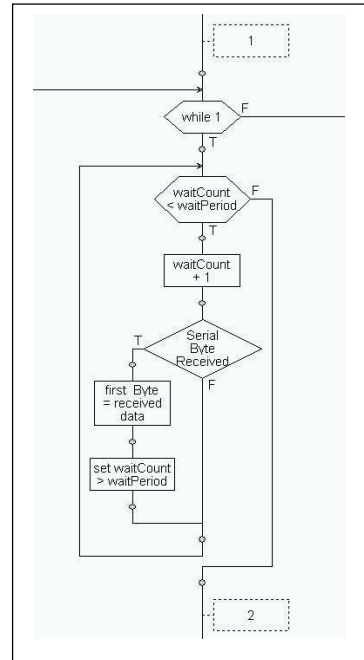 1
F
while 1
T
waitCount
< waitPeriod
F
T
waitCount
+ 1
Serial
Byte
Received
T
F
first Byte
= received
data
set waitCount
> waitPeriod
2